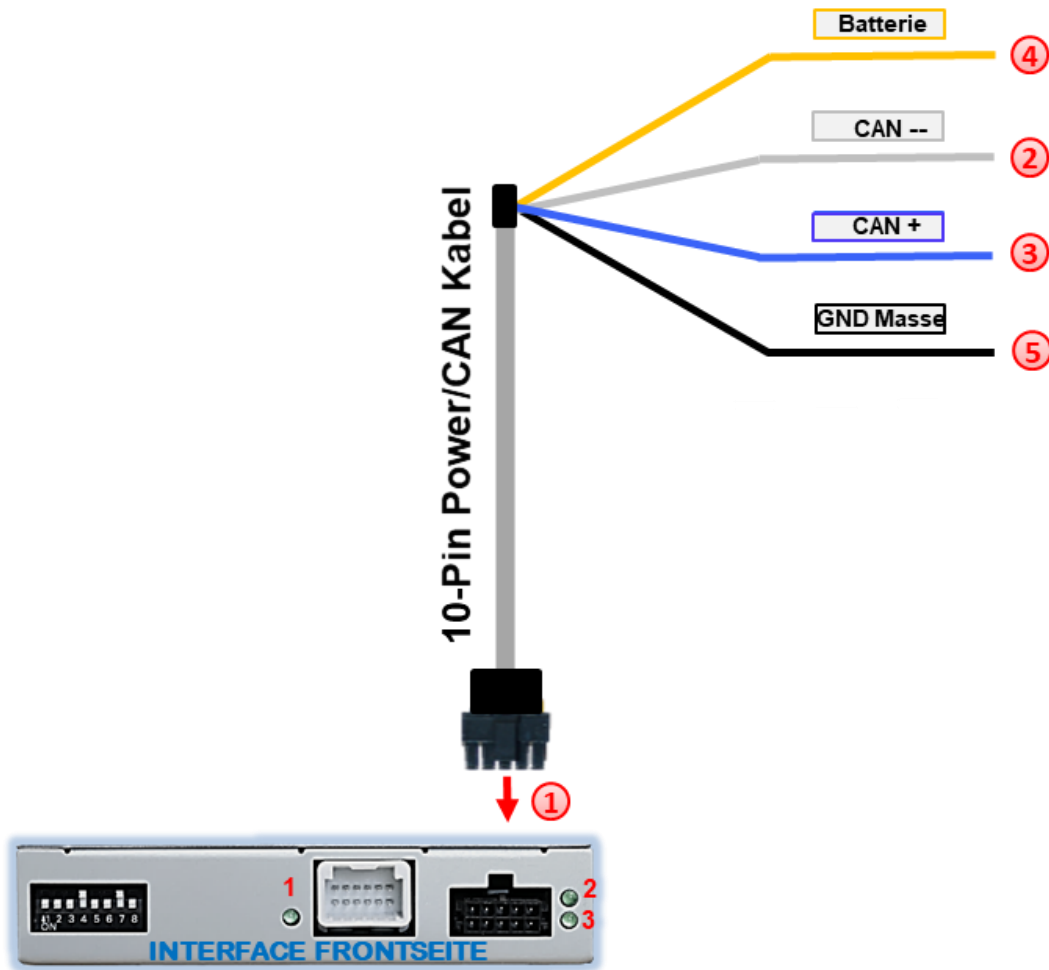 Batterie
4
CAN --
2
CAN +
3
GND Masse
5
10-Pin Power/CAN Kabel
1
1
2
3
1 2 3 4 5 6 7 8
ON
INTERFACE FRONTSEITE